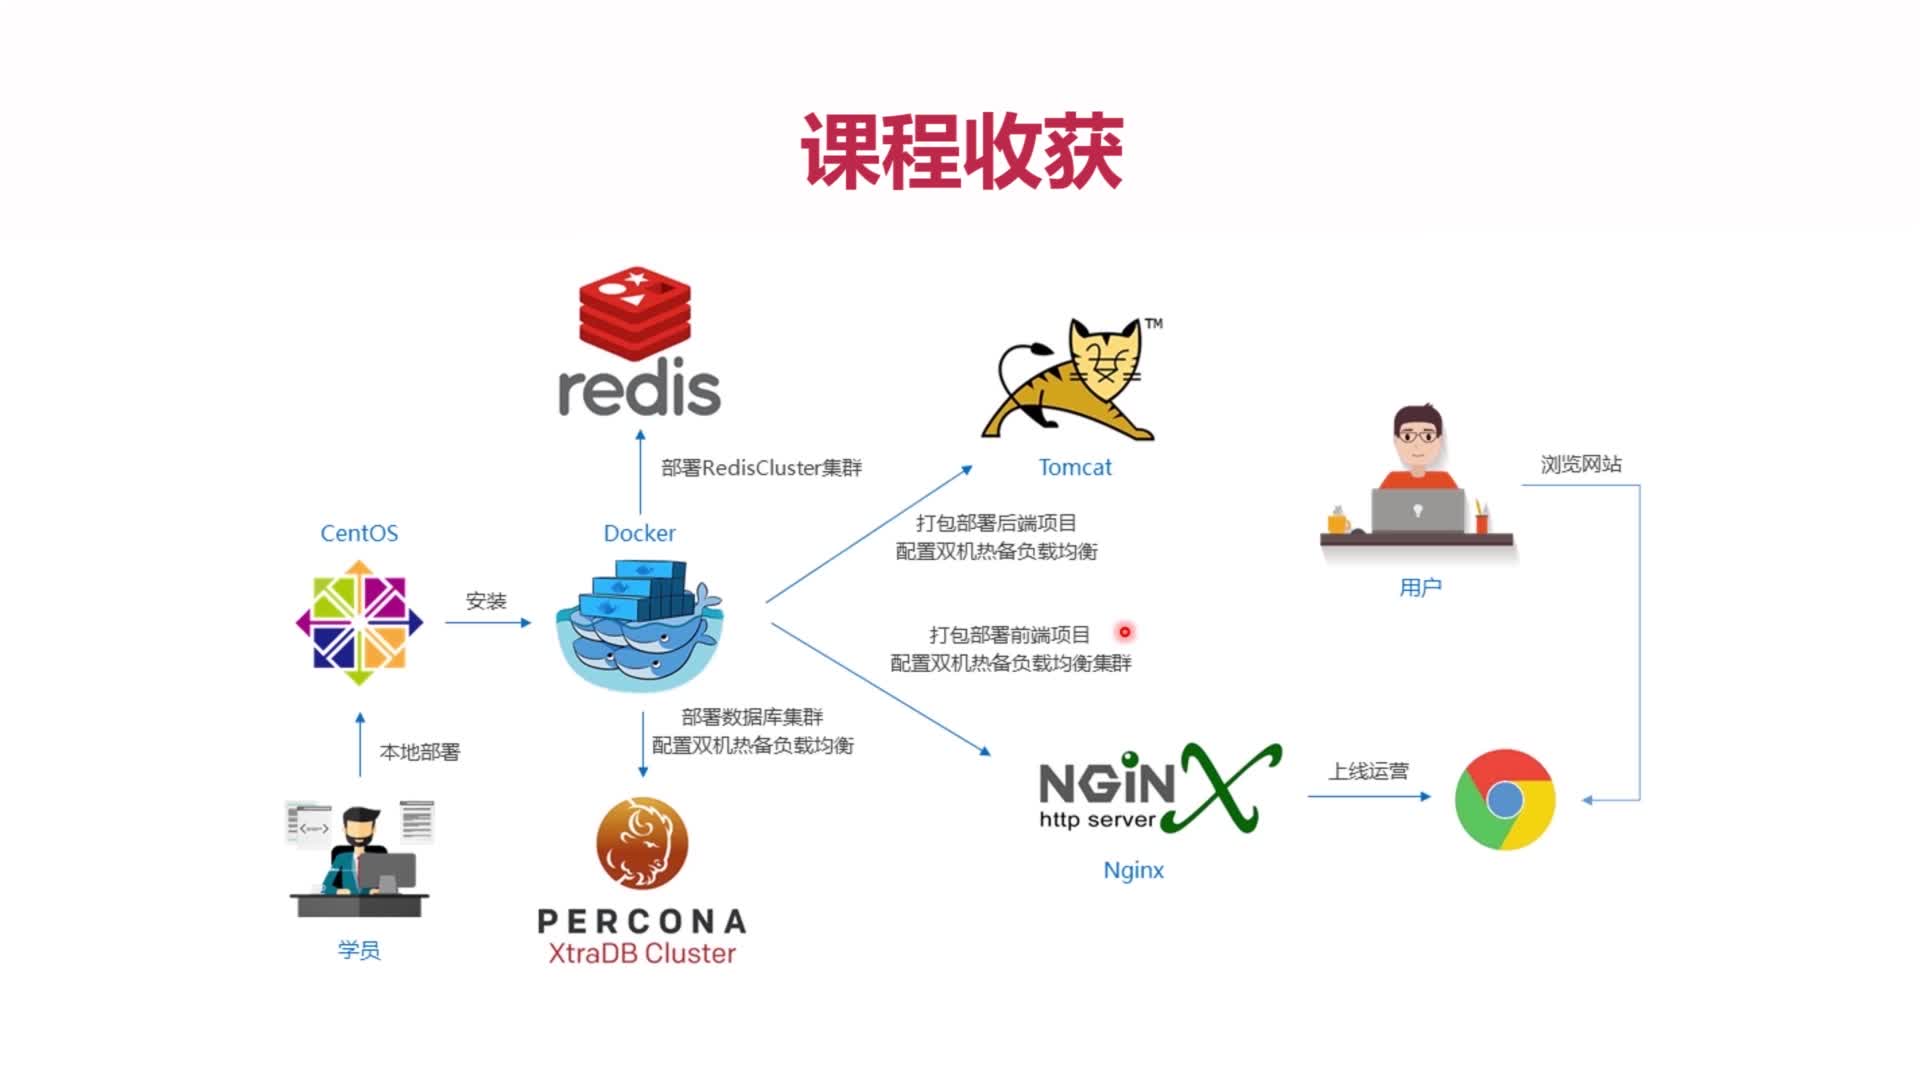 课程收获
redis
部署RedisCluster集群
TM
Tomcat
浏览网站
打包部署后端项目
配置双机热备负载均衡
CentOS
Docker
安装
用户
打包部署前端项目
配置双机热备负载均衡集群
部署数据库集群
配置双机热备负载均衡
本地部署
NGiNX
http server
上线运营
Nginx
学员
PERCONA
XtraDB Cluster